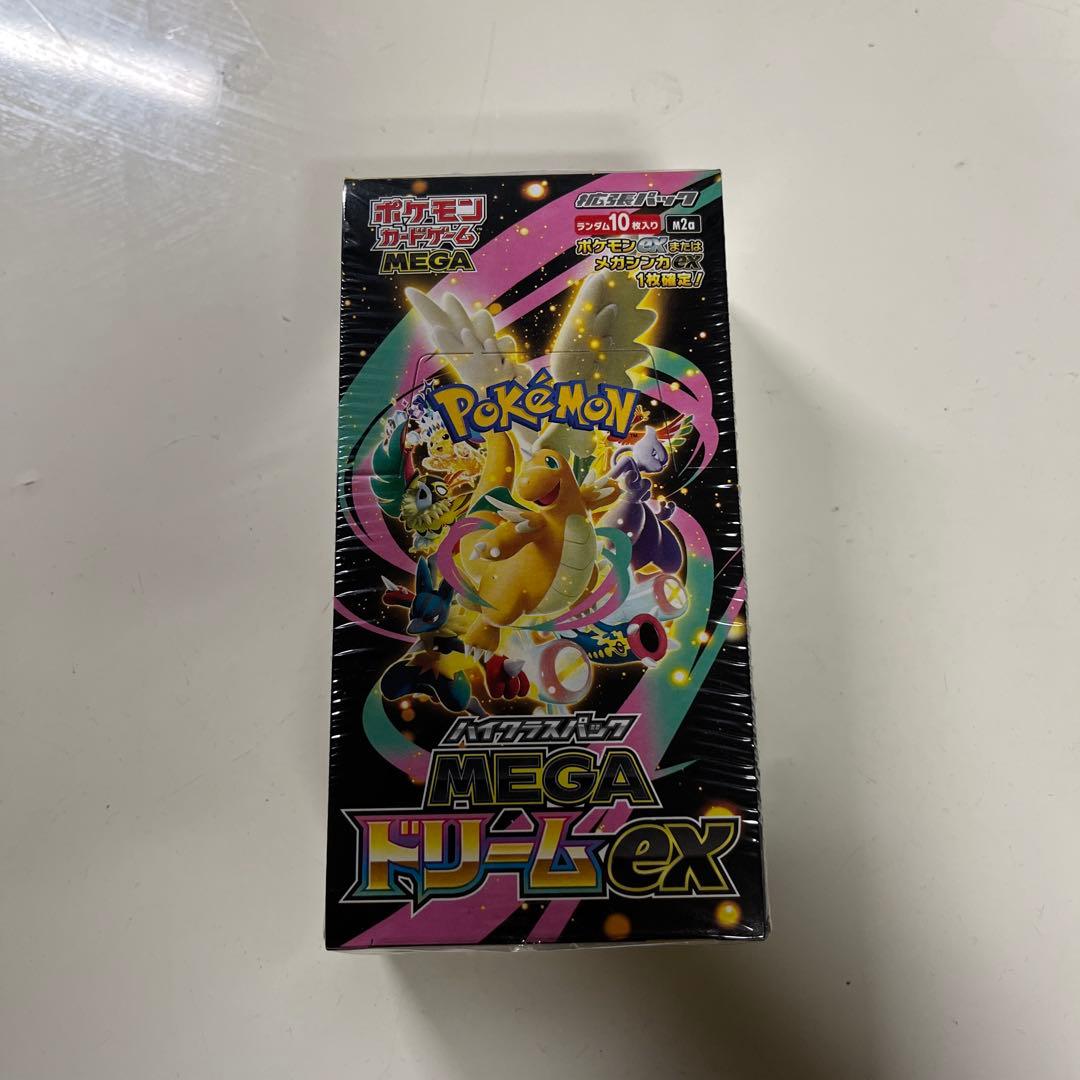 ポケモン
カードゲーム
MEGA
拡張パック
ランダム10枚入り M2a
ポケモンexまたは
メガシンカex
1枚確定!
POKéMON
TM
ハイクラスパック
MEGA
ドリームex